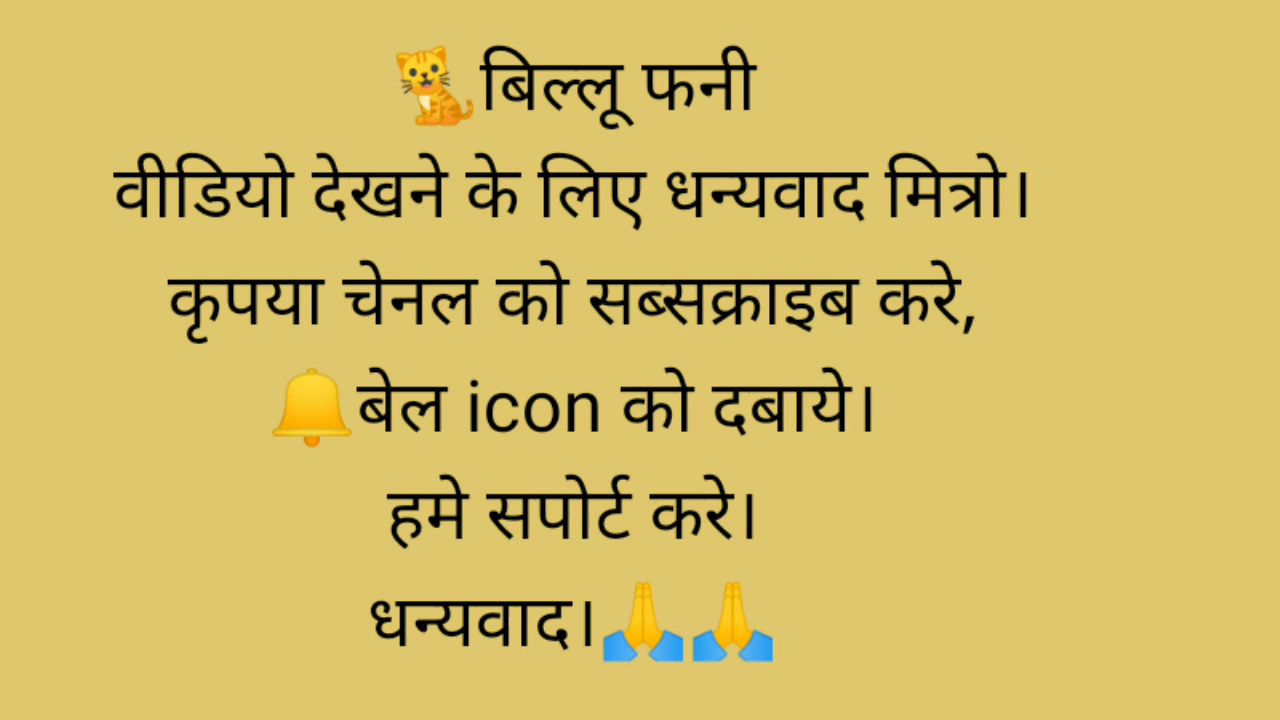 🐈बिल्लू फनी
वीडियो देखने के लिए धन्यवाद मित्रो।
कृपया चेनल को सब्सक्राइब करे,
🔔बेल icon को दबाये।
हमे सपोर्ट करे।
धन्यवाद।🙏🙏